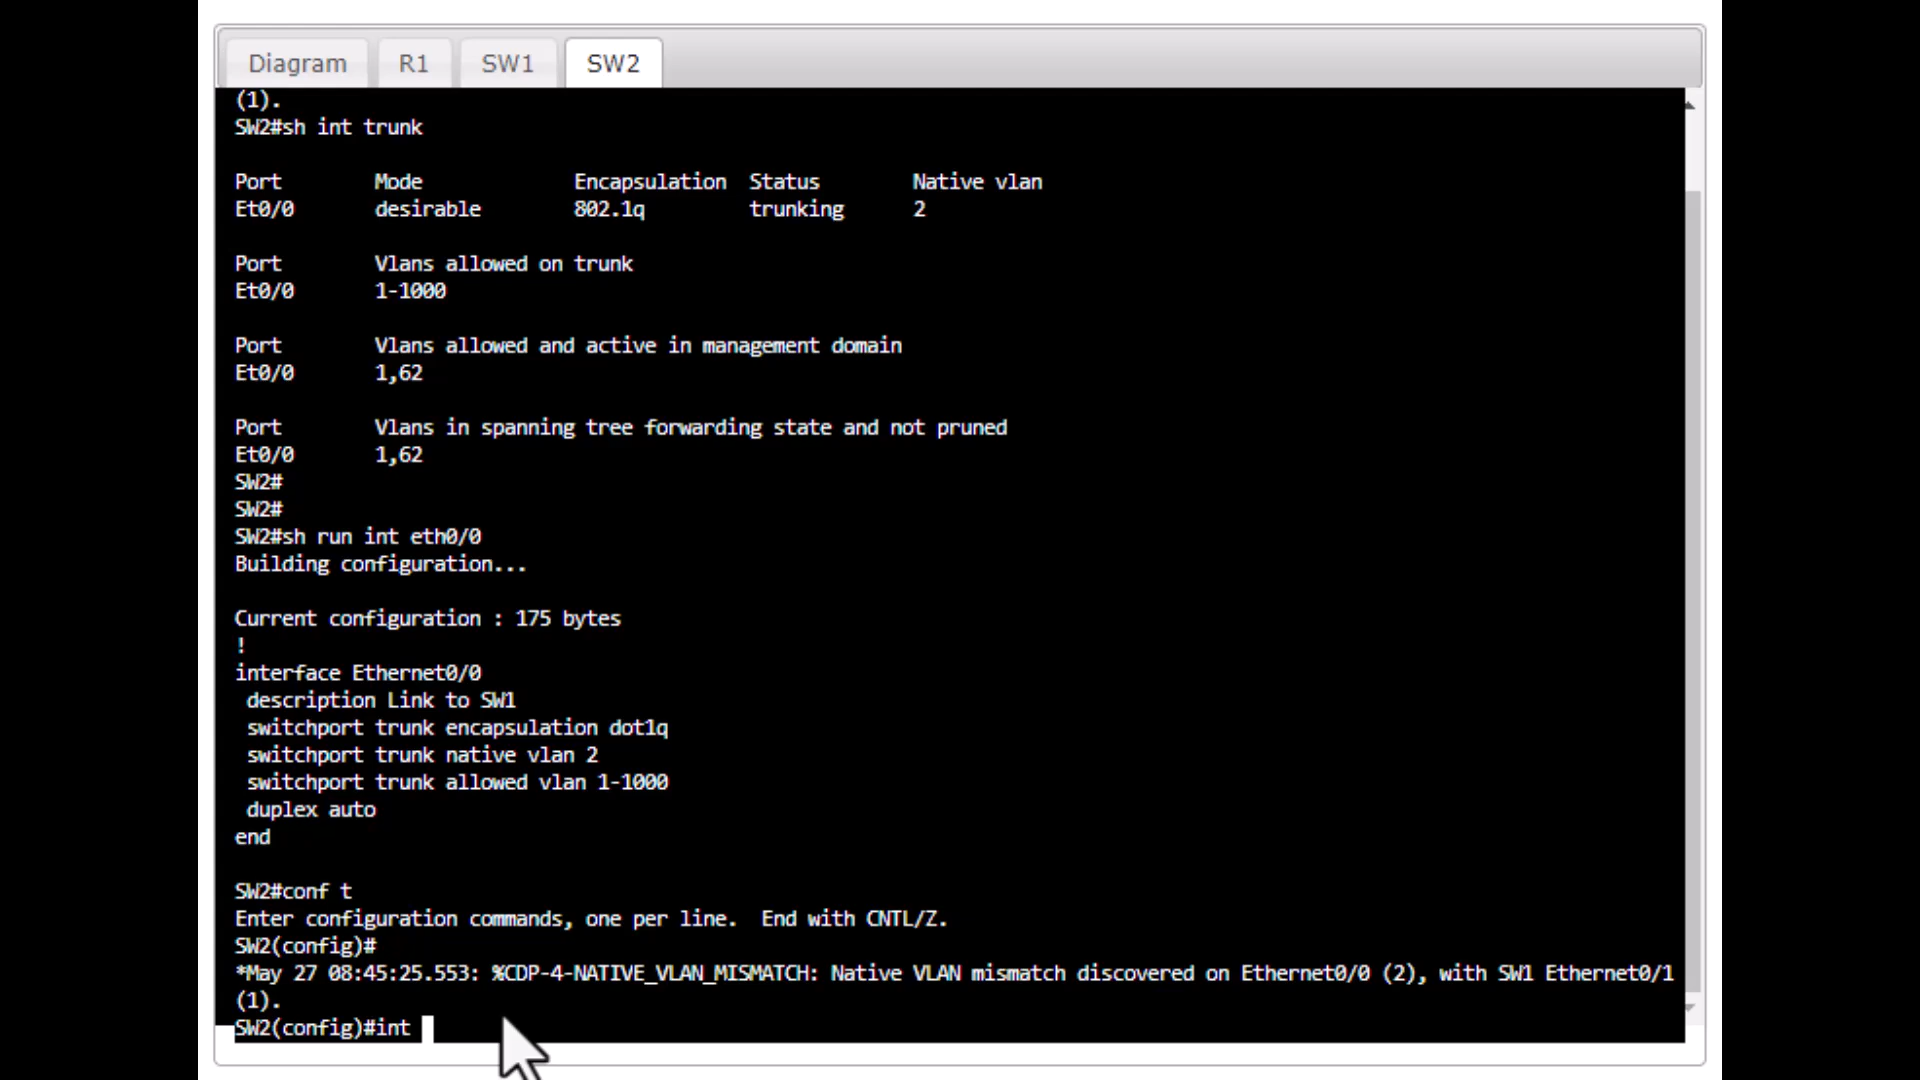 Diagram R1 SW1 SW2
(1).
SW2#sh int trunk
Port Mode Encapsulation Status Native vlan
Et0/0 desirable 802.1q trunking 2
Port Vlans allowed on trunk
Et0/0 1-1000
Port Vlans allowed and active in management domain
Et0/0 1,62
Port Vlans in spanning tree forwarding state and not pruned
Et0/0 1,62
SW2#
SW2#
SW2#sh run int eth0/0
Building configuration...
Current configuration : 175 bytes
!
interface Ethernet0/0
description Link to SW1
switchport trunk encapsulation dot1q
switchport trunk native vlan 2
switchport trunk allowed vlan 1-1000
duplex auto
end
SW2#conf t
Enter configuration commands, one per line. End with CNTL/Z.
SW2(config)#
*May 27 08:45:25.553: %CDP-4-NATIVE_VLAN_MISMATCH: Native VLAN mismatch discovered on Ethernet0/0 (2), with SW1 Ethernet0/1
(1).
SW2(config)#int